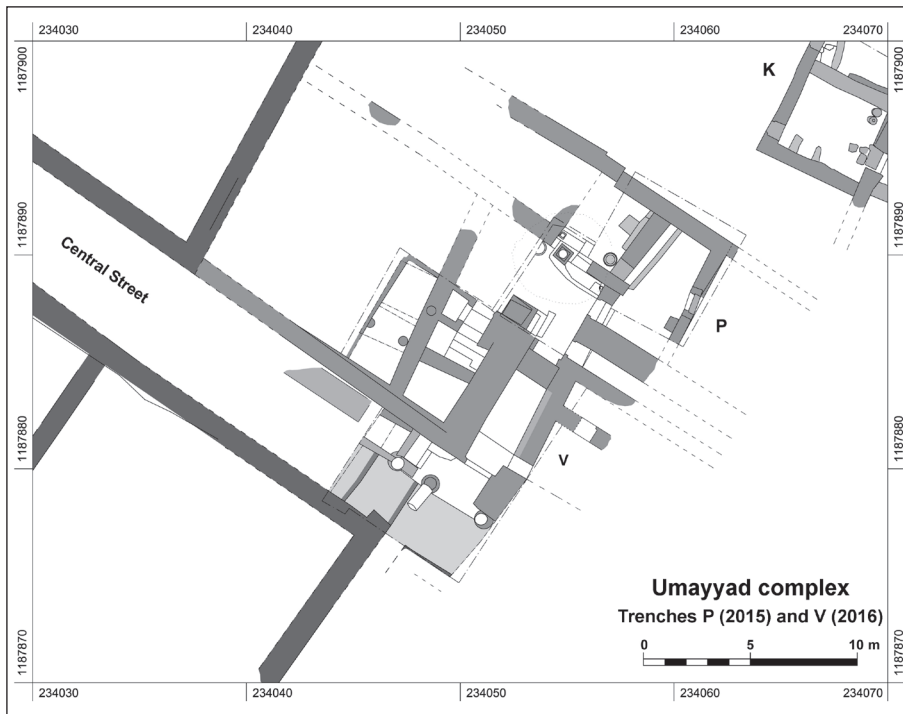 234030
234040
234050
234060
234070
1187900
1187900
K
1187890
1187890
Central Street
P
1187880
1187880
V
Umayyad complex
Trenches P (2015) and V (2016)
0
5
10 m
1187870
1187870
234030
234040
234050
234060
234070